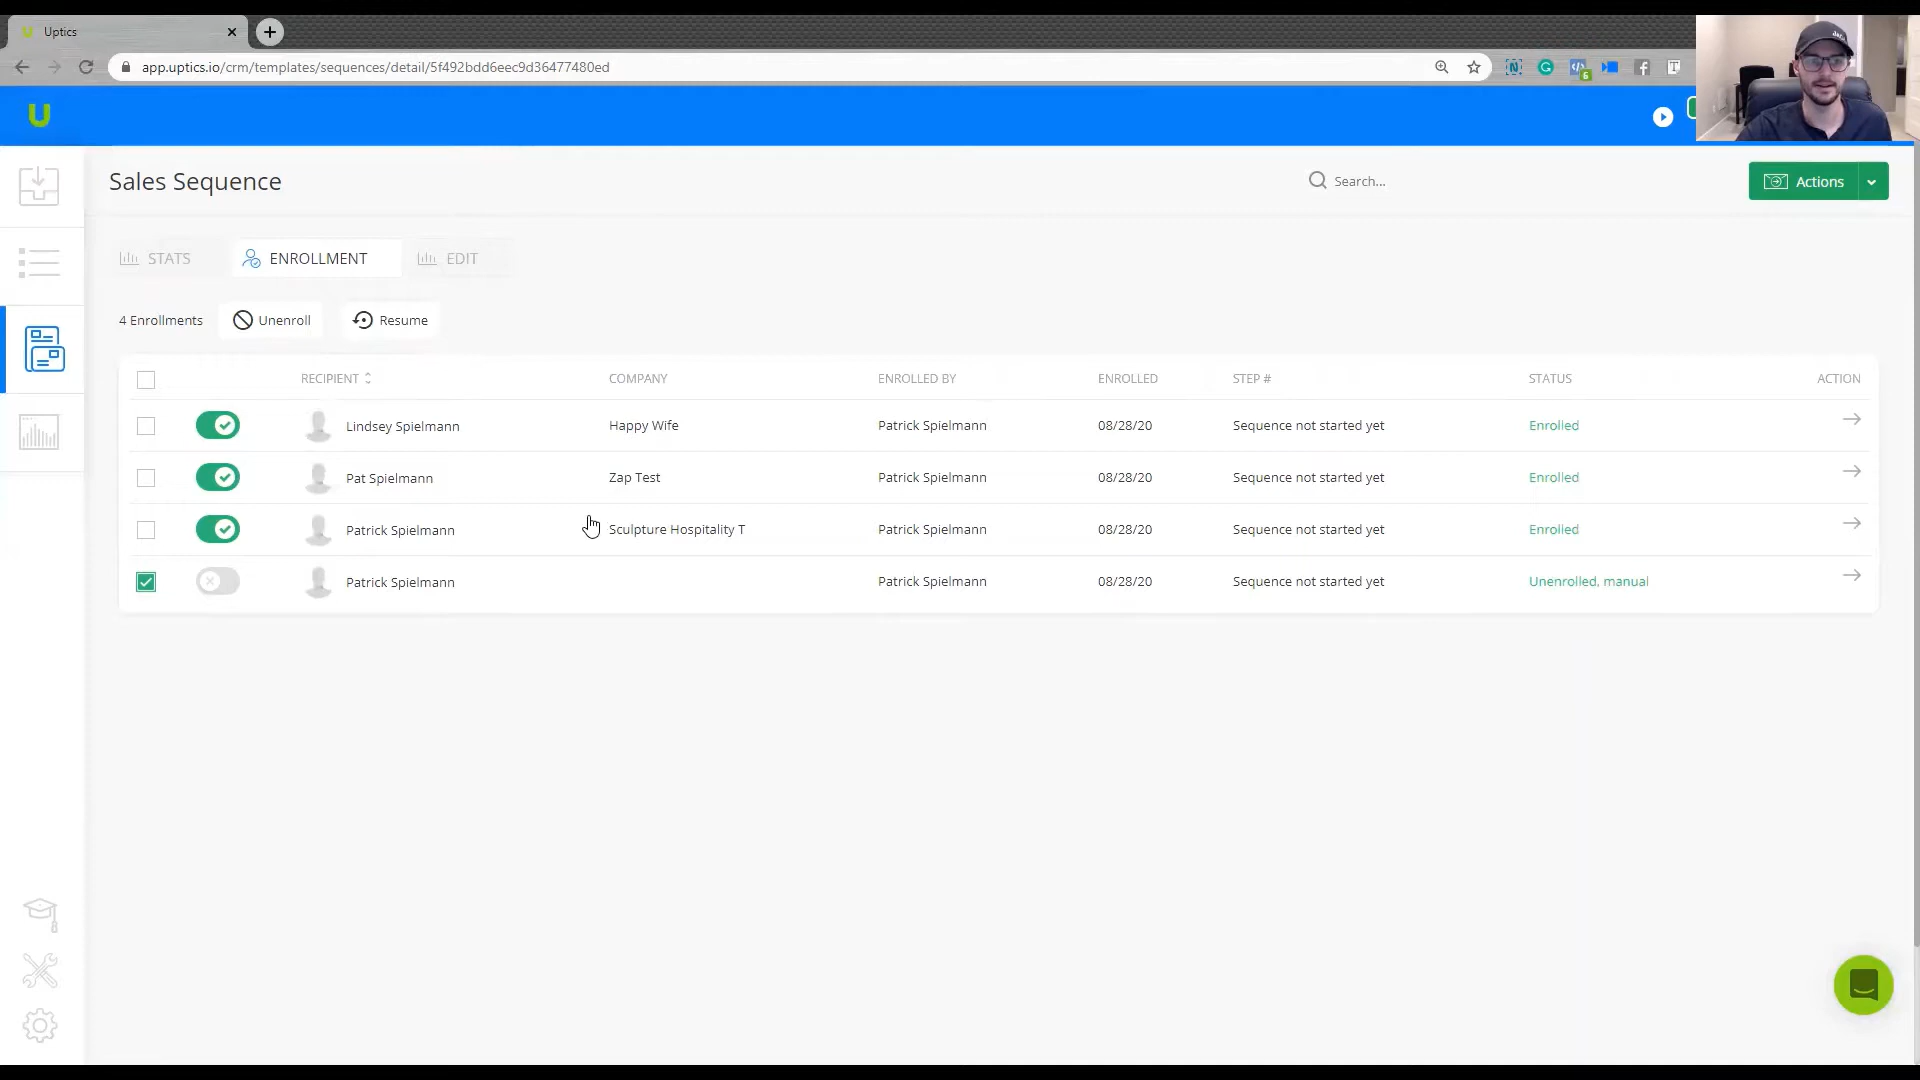 Uptics
app.uptics.io/crm/templates/sequences/detail/5f492bdd6eec9d36477480ed
Sales Sequence
Search...
Actions
STATS
ENROLLMENT
EDIT
4 Enrollments
Unenroll
Resume
RECIPIENT COMPANY ENROLLED BY ENROLLED STEP # STATUS ACTION
Lindsey Spielmann Happy Wife Patrick Spielmann 08/28/20 Sequence not started yet Enrolled
Pat Spielmann Zap Test Patrick Spielmann 08/28/20 Sequence not started yet Enrolled
Patrick Spielmann Sculpture Hospitality T Patrick Spielmann 08/28/20 Sequence not started yet Enrolled
Patrick Spielmann Patrick Spielmann 08/28/20 Sequence not started yet Unenrolled, manual